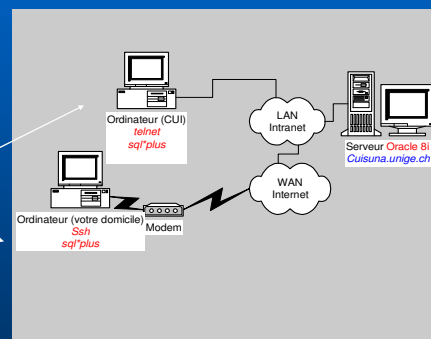 Ordinateur (CUI)
telnet
sql*plus
LAN
Intranet
Serveur Oracle 8i
Cuisuna.unige.ch
WAN
Internet
Ordinateur (votre domicile)
Ssh
sql*plus
Modem